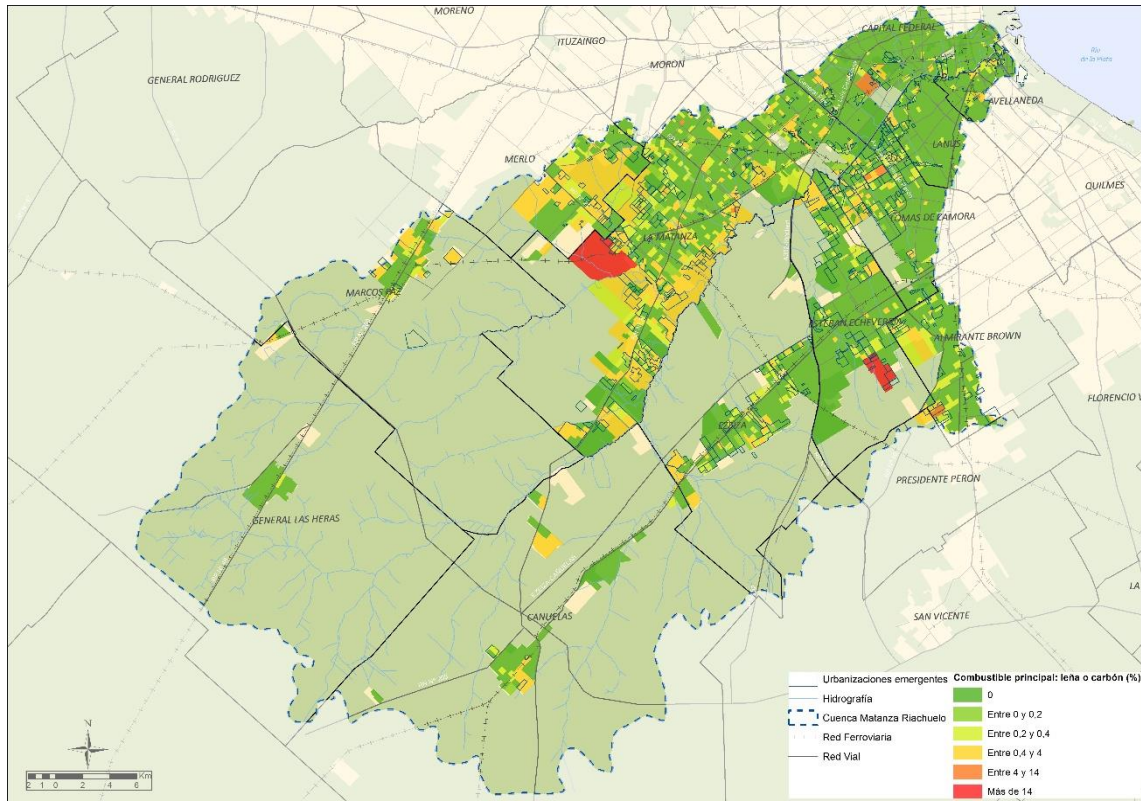 MORENO
ITUZAINGO
CAPITAL FEDERAL
Río
de la Plata
GENERAL RODRIGUEZ
MORON
AVELLANEDA
MERLO
LANUS
QUILMES
LOMAS DE ZAMORA
LA MATANZA
MARCOS PAZ
ESTEBAN ECHEVERRIA
ALMIRANTE BROWN
FLORENCIO V
EZEIZA
PRESIDENTE PERON
GENERAL LAS HERAS
LA
SAN VICENTE
CAÑUELAS
Urbanizaciones emergentes
Hidrografía
Cuenca Matanza Riachuelo
Red Ferroviaria
Red Vial
Combustible principal: leña o carbón (%)
0
Entre 0 y 0,2
Entre 0,2 y 0,4
Entre 0,4 y 4
Entre 4 y 14
Más de 14
N
2 1 0 2 4 6 Km